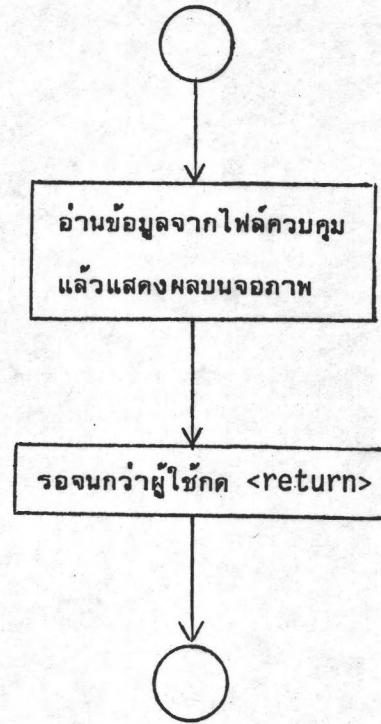 อ่านข้อมูลจากไฟล์ควบคุม
แล้วแสดงผลบนจอภาพ
รอจนกว่าผู้ใช้กด <return>